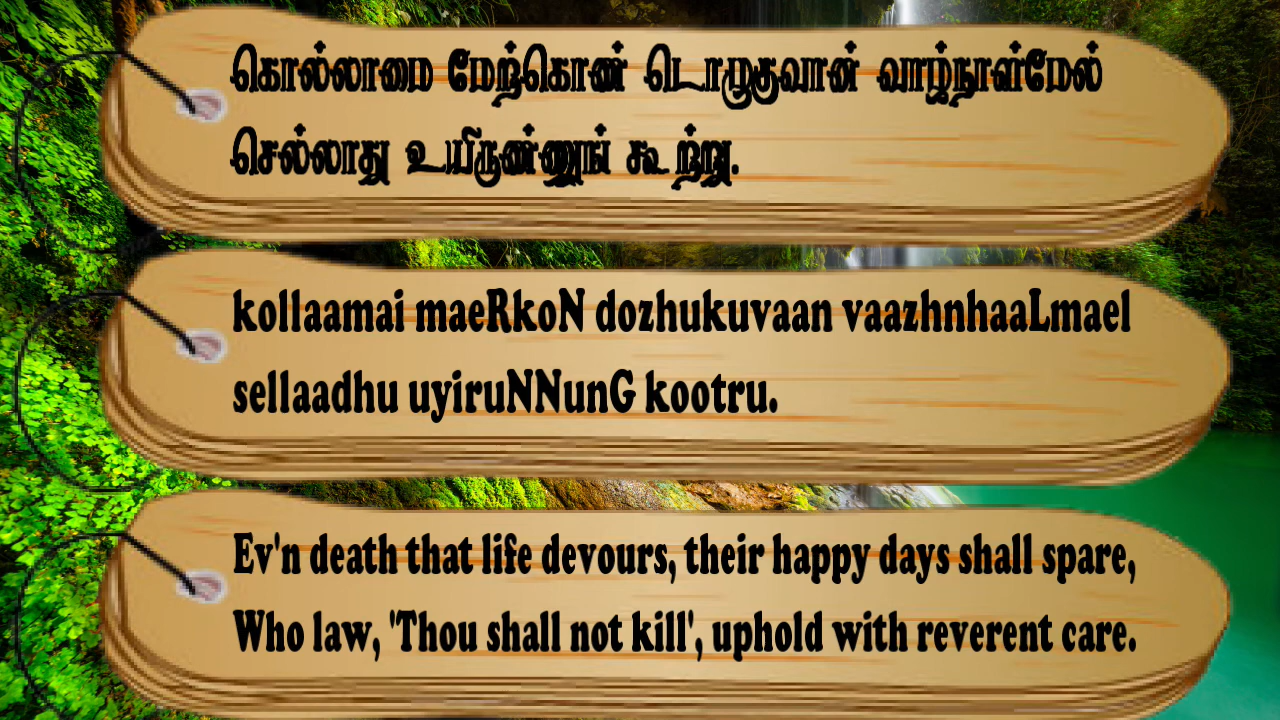 கொல்லாமை மேற்கொண் டொழுகுவான் வாழ்நாள்மேல்
செல்லாது உயிருண்ணுங் கூற்று.
kollaamai maeRkoN dozhukuvaan vaazhnhaaLmael
sellaadhu uyiruNNunG kootru.
Ev'n death that life devours, their happy days shall spare,
Who law, 'Thou shall not kill', uphold with reverent care.